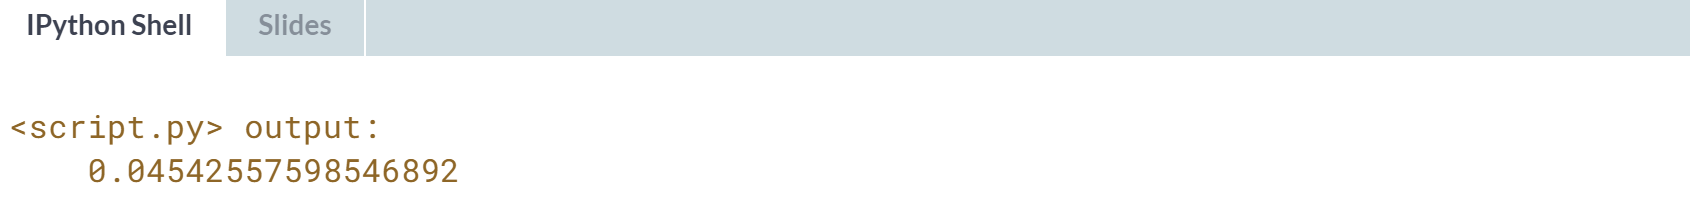 IPython Shell Slides
<script.py> output:
0.04542557598546892